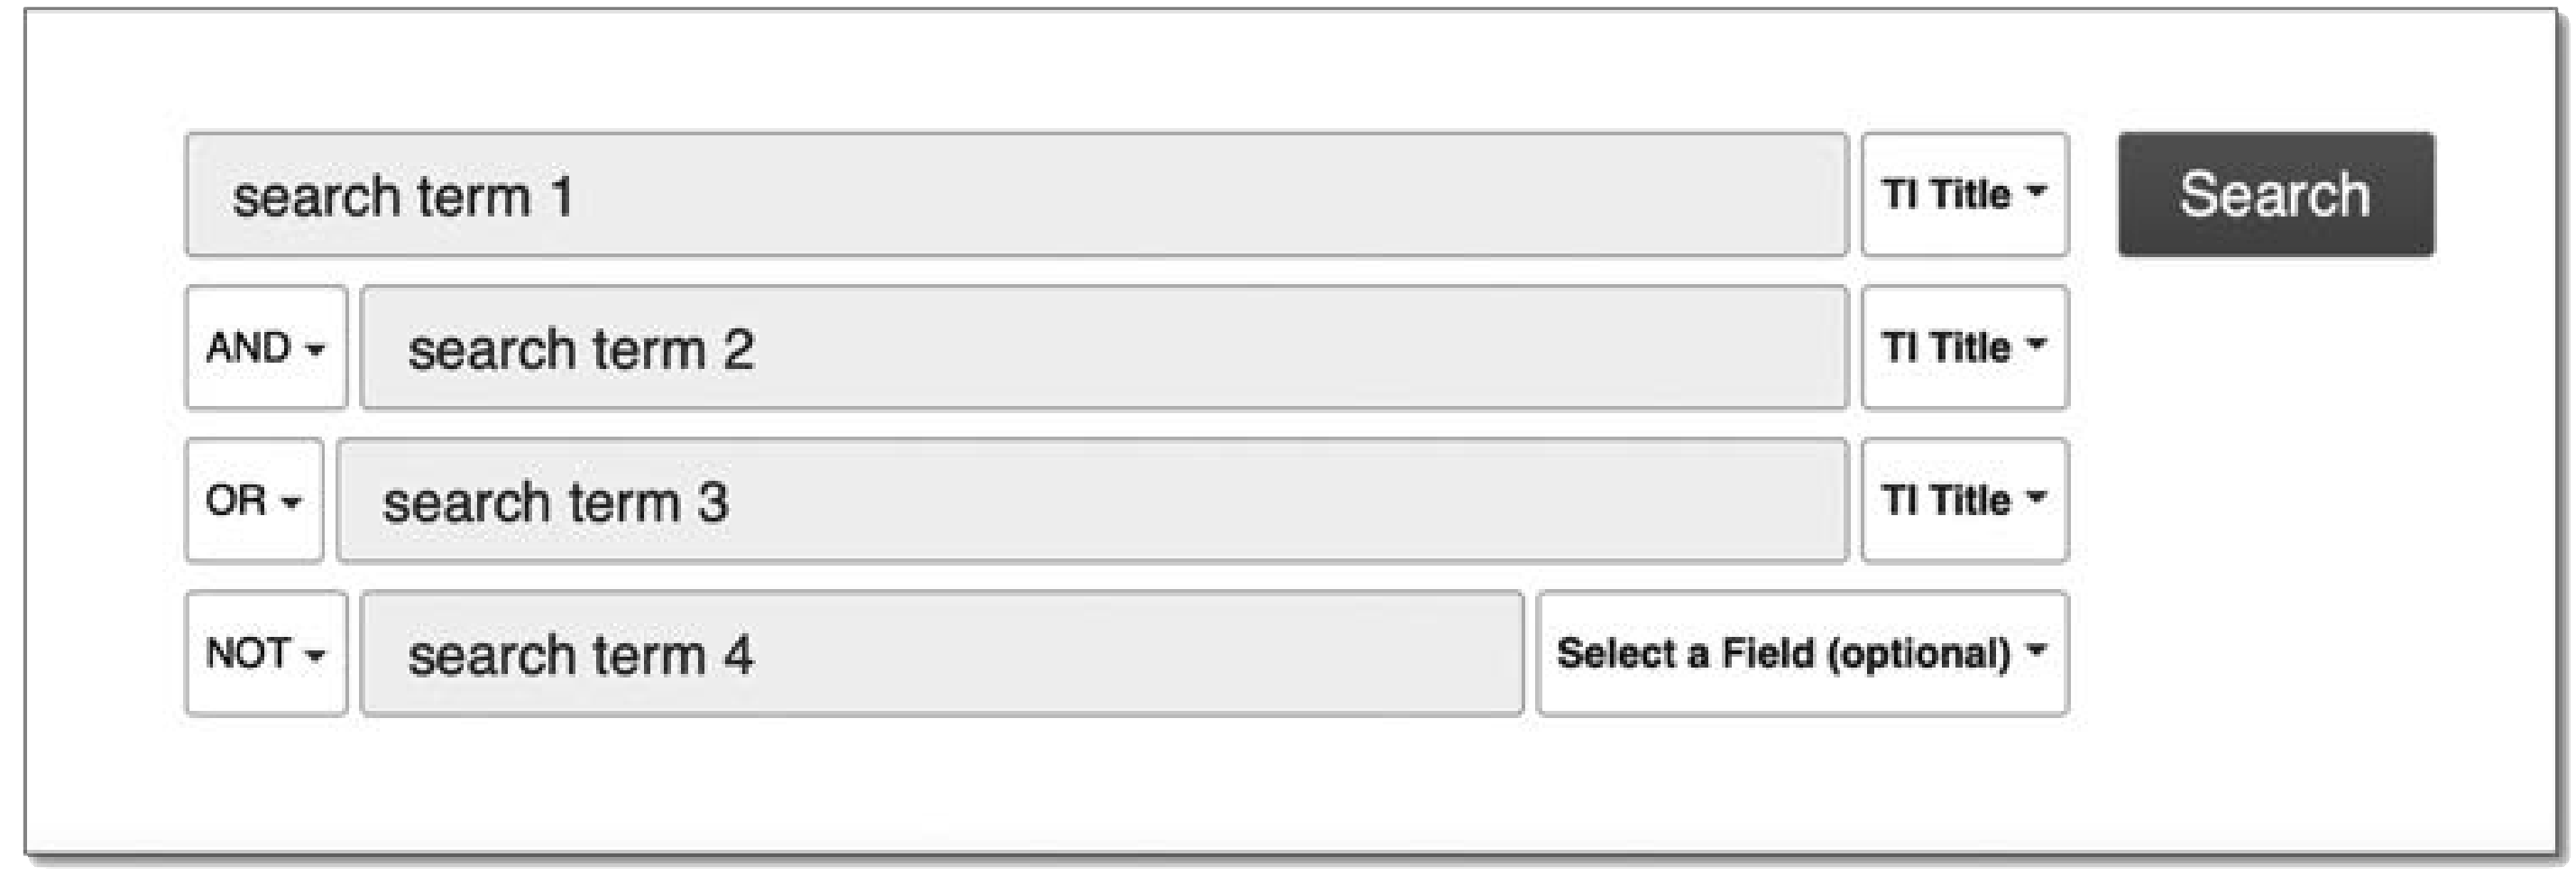 search term 1 TI Title Search
AND search term 2 TI Title
OR search term 3 TI Title
NOT search term 4 Select a Field (optional)